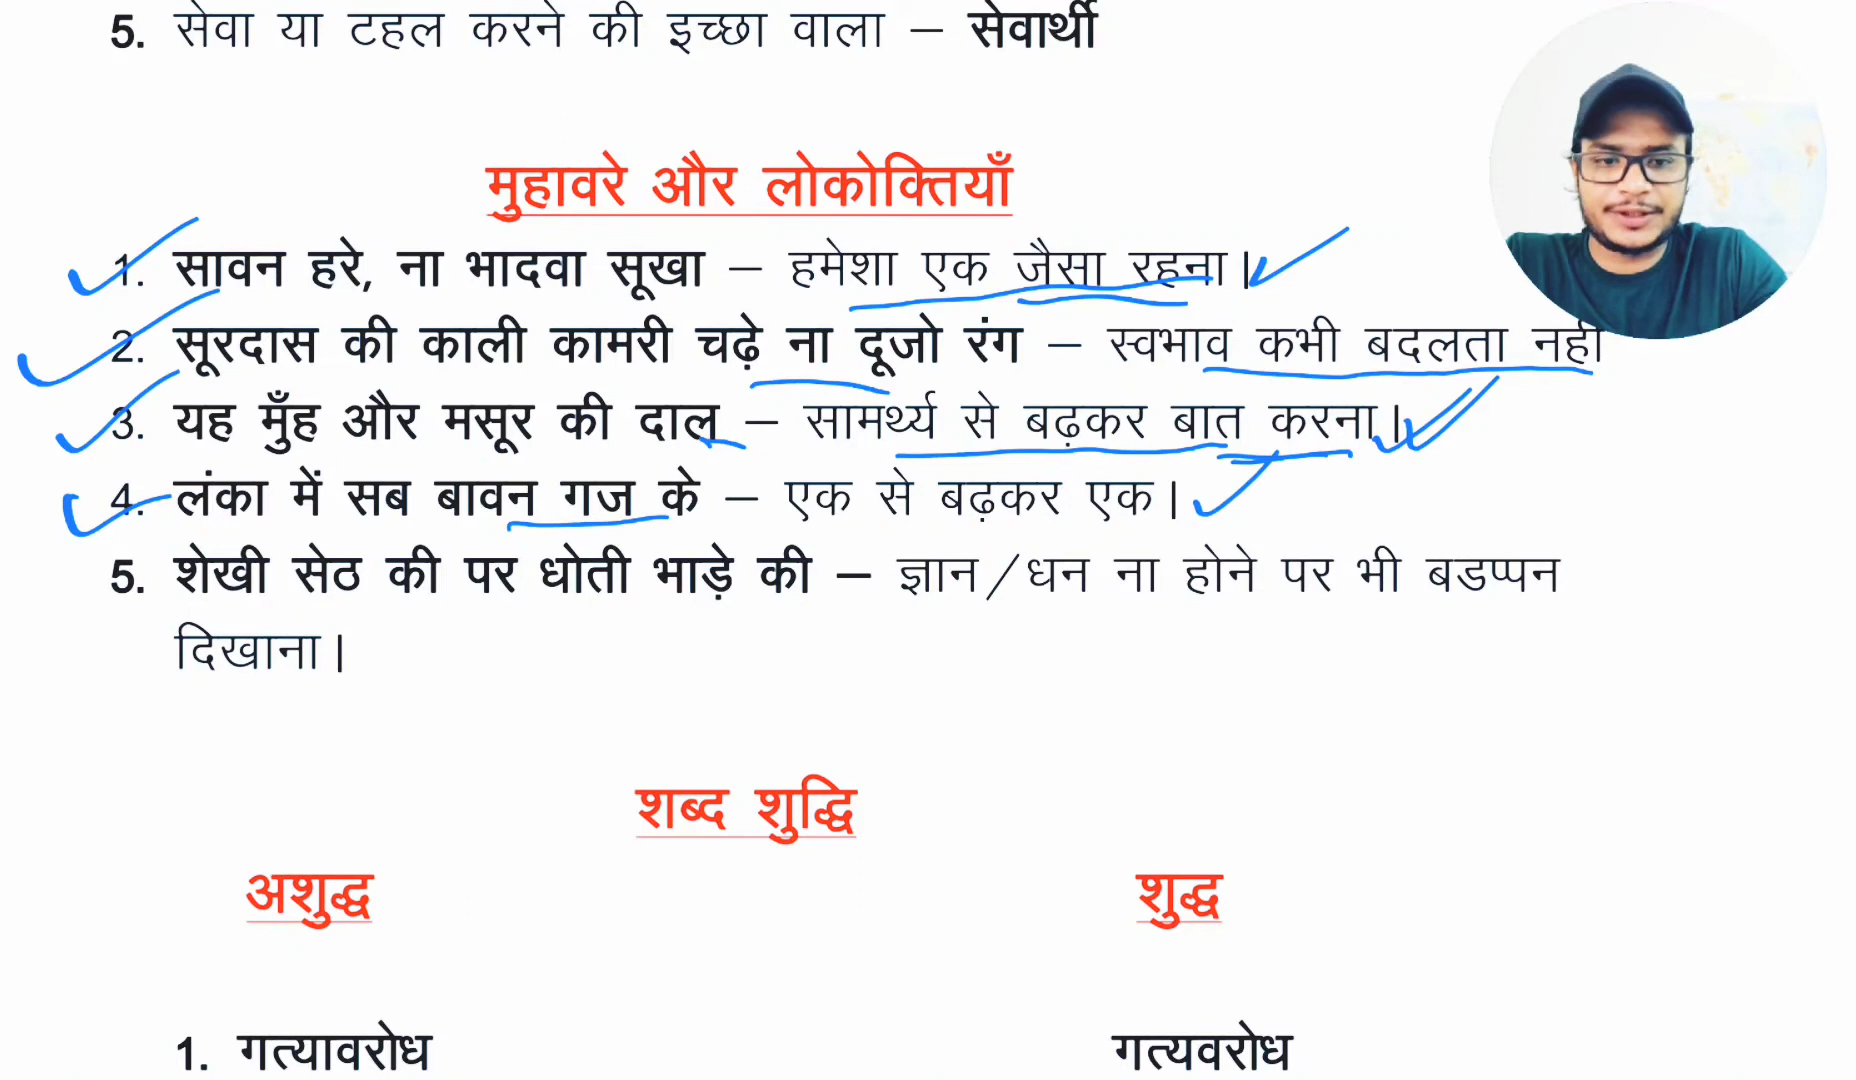 5. सेवा या टहल करने की इच्छा वाला – सेवार्थी
मुहावरे और लोकोक्तियाँ
1. सावन हरे, ना भादवा सूखा – हमेशा एक जैसा रहना।
2. सूरदास की काली कामरी चढ़े ना दूजो रंग – स्वभाव कभी बदलता नही
3. यह मुँह और मसूर की दाल – सामर्थ्य से बढ़कर बात करना।
4. लंका में सब बावन गज के – एक से बढ़कर एक।
5. शेखी सेठ की पर धोती भाड़े की – ज्ञान/धन ना होने पर भी बडप्पन
दिखाना।
शब्द शुद्धि
अशुद्ध शुद्ध
1. गत्यावरोध गत्यवरोध